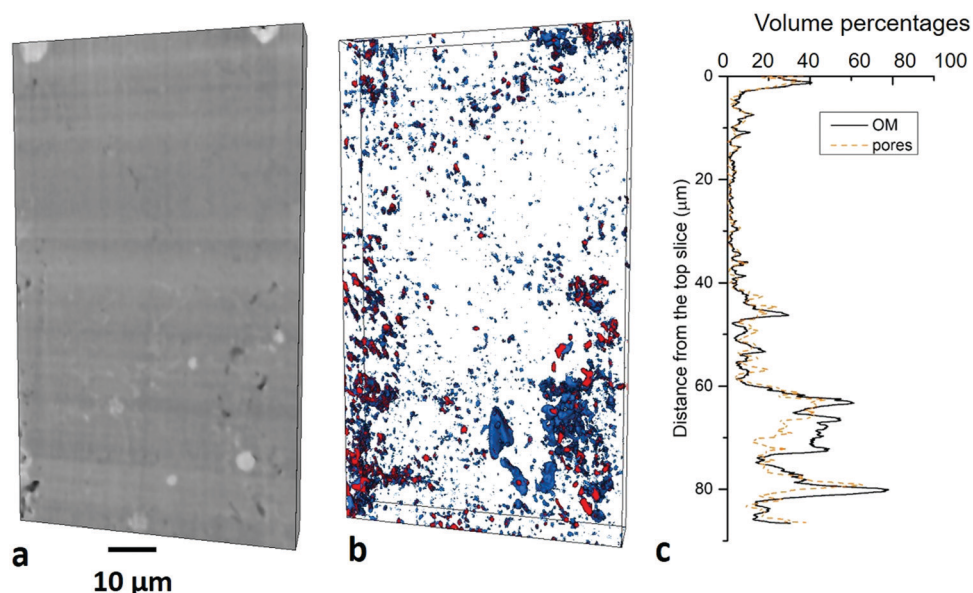 Volume percentages
0 20 40 60 80 100
0
OM
pores
20
40
60
80
Distance from the top slice (µm)
a
10 µm
b
c